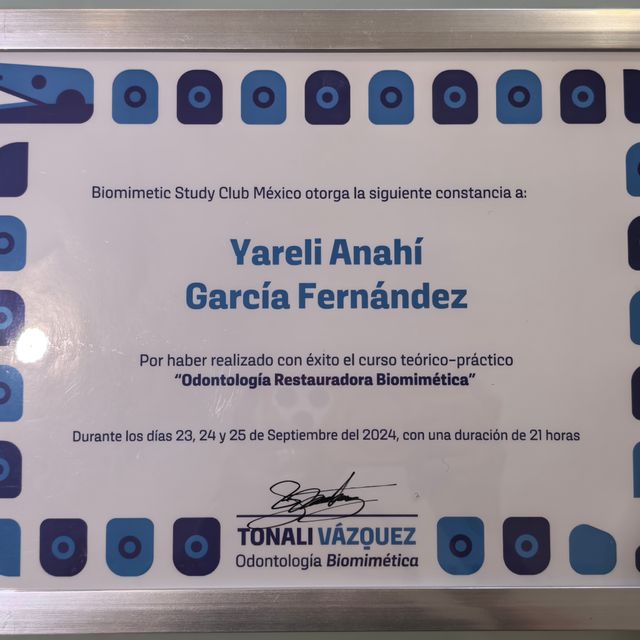 Biomimetic Study Club México otorga la siguiente constancia a:
Yareli Anahí
García Fernández
Por haber realizado con éxito el curso teórico-práctico
"Odontología Restauradora Biomimética"
Durante los días 23, 24 y 25 de Septiembre del 2024, con una duración de 21 horas
TONALI VÁZQUEZ
Odontología Biomimética